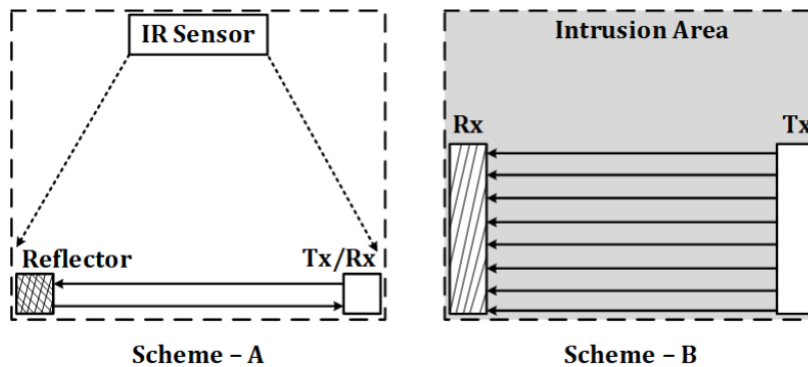 IR Sensor
Reflector
Tx/Rx
Scheme – A
Intrusion Area
Rx
Tx
Scheme – B